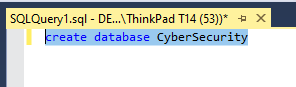 SQLQuery1.sql - DE...\ThinkPad T14 (53))*
create database CyberSecurity